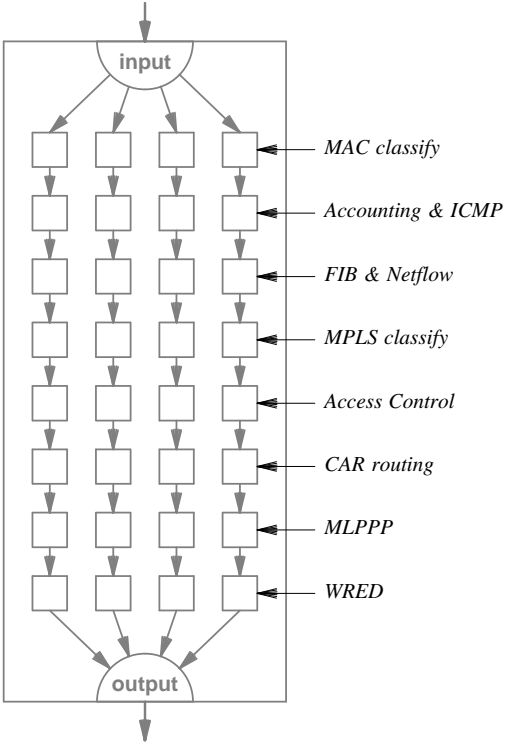 input
MAC classify
Accounting & ICMP
FIB & Netflow
MPLS classify
Access Control
CAR routing
MLPPP
WRED
output